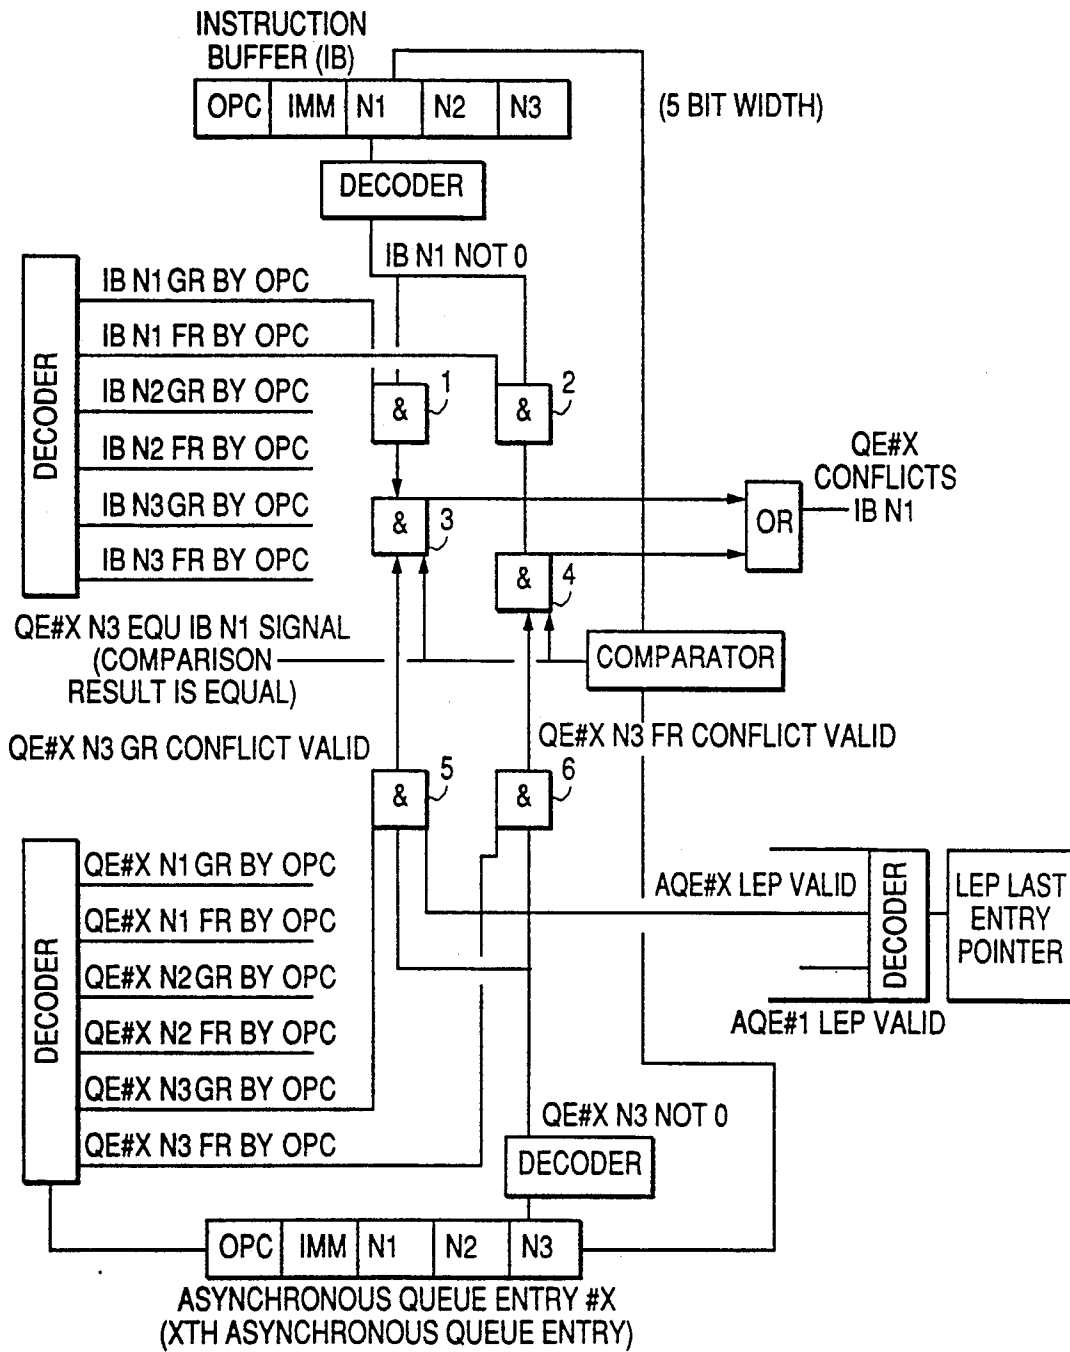 INSTRUCTION
BUFFER (IB)
OPC IMM N1 N2 N3
(5 BIT WIDTH)
DECODER
IB N1 NOT 0
DECODER
IB N1 GR BY OPC
IB N1 FR BY OPC
IB N2 GR BY OPC
IB N2 FR BY OPC
IB N3 GR BY OPC
IB N3 FR BY OPC
& 1
& 2
& 3
& 4
OR
QE#X
CONFLICTS
IB N1
QE#X N3 EQU IB N1 SIGNAL
(COMPARISON
RESULT IS EQUAL)
COMPARATOR
QE#X N3 GR CONFLICT VALID
QE#X N3 FR CONFLICT VALID
& 5
& 6
DECODER
QE#X N1 GR BY OPC
QE#X N1 FR BY OPC
QE#X N2 GR BY OPC
QE#X N2 FR BY OPC
QE#X N3 GR BY OPC
QE#X N3 FR BY OPC
AQE#X LEP VALID
DECODER
LEP LAST
ENTRY
POINTER
AQE#1 LEP VALID
QE#X N3 NOT 0
DECODER
OPC IMM N1 N2 N3
ASYNCHRONOUS QUEUE ENTRY #X
(XTH ASYNCHRONOUS QUEUE ENTRY)